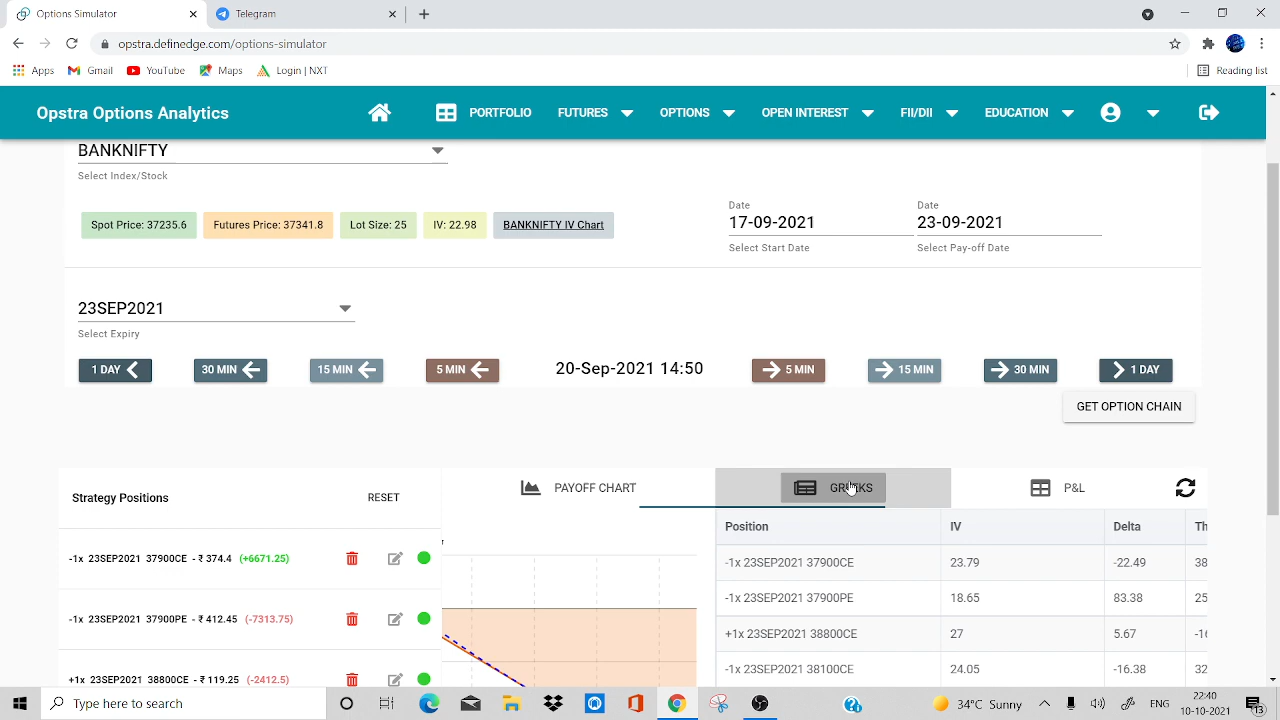 Opstra Options Simulator
Telegram
opstra.definedge.com/options-simulator
Apps
Gmail
YouTube
Maps
Login | NXT
Reading list
Opstra Options Analytics
PORTFOLIO
FUTURES
OPTIONS
OPEN INTEREST
FII/DII
EDUCATION
BANKNIFTY
Select Index/Stock
Spot Price: 37235.6
Futures Price: 37341.8
Lot Size: 25
IV: 22.98
BANKNIFTY IV Chart
Date
17-09-2021
Select Start Date
Date
23-09-2021
Select Pay-off Date
23SEP2021
Select Expiry
1 DAY
30 MIN
15 MIN
5 MIN
20-Sep-2021 14:50
5 MIN
15 MIN
30 MIN
1 DAY
GET OPTION CHAIN
Strategy Positions
RESET
PAYOFF CHART
GREEKS
P&L
-1x 23SEP2021 37900CE - ₹ 374.4 (+6671.25)
-1x 23SEP2021 37900PE - ₹ 412.45 (-7313.75)
+1x 23SEP2021 38800CE - ₹ 119.25 (-2412.5)
Position IV Delta Th
-1x 23SEP2021 37900CE 23.79 -22.49 38
-1x 23SEP2021 37900PE 18.65 83.38 25
+1x 23SEP2021 38800CE 27 5.67 -16
-1x 23SEP2021 38100CE 24.05 -16.38 32
Type here to search
34°C Sunny
ENG
22:40
10-10-2021
13